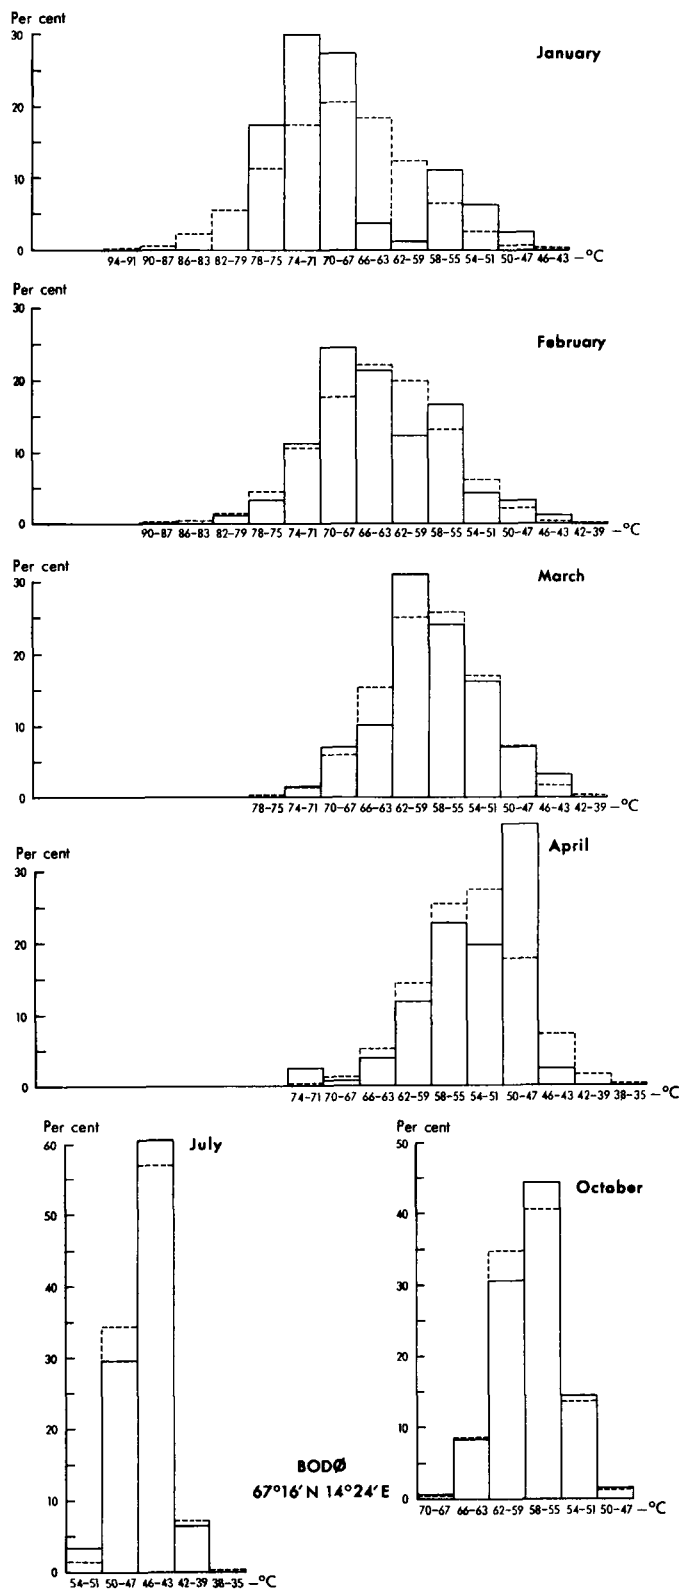 Per cent
30
20
10
0
January
94-91 90-87 86-83 82-79 78-75 74-71 70-67 66-63 62-59 58-55 54-51 50-47 46-43 -°C
Per cent
30
20
10
0
February
90-87 86-83 82-79 78-75 74-71 70-67 66-63 62-59 58-55 54-51 50-47 46-43 42-39 -°C
Per cent
30
20
10
0
March
78-75 74-71 70-67 66-63 62-59 58-55 54-51 50-47 46-43 42-39 -°C
Per cent
30
20
10
0
April
74-71 70-67 66-63 62-59 58-55 54-51 50-47 46-43 42-39 38-35 -°C
Per cent
60
50
40
30
20
10
0
July
54-51 50-47 46-43 42-39 38-35 -°C
Per cent
50
40
30
20
10
0
October
70-67 66-63 62-59 58-55 54-51 50-47 -°C
BODØ
67°16'N 14°24'E